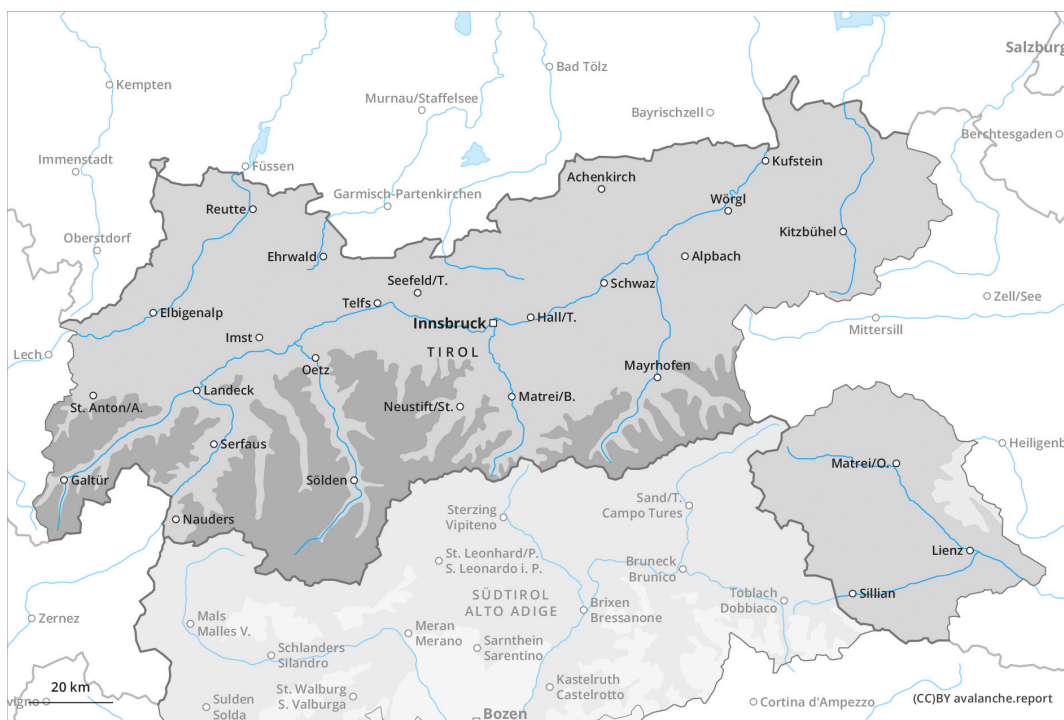 Salzburg
Kempten
Bad Tölz
Murnau/Staffelsee
Bayrischzell
Berchtesgaden
Immenstadt
Füssen
Kufstein
Achenkirch
Garmisch-Partenkirchen
Reutte
Wörgl
Kitzbühel
Oberstdorf
Ehrwald
Alpbach
Seefeld/T.
Schwaz
Zell/See
Telfs
Elbigenalp
Innsbruck
Hall/T.
Mittersill
Imst
TIROL
Lech
Oetz
Mayrhofen
Landeck
St. Anton/A.
Neustift/St.
Matrei/B.
Serfaus
Heiligenb
Matrei/O.
Galtür
Sölden
Sand/T.
Campo Tures
Nauders
Sterzing
Vipiteno
Lienz
St. Leonhard/P.
S. Leonardo i. P.
Bruneck
Brunico
SÜDTIROL
ALTO ADIGE
Toblach
Dobbiaco
Sillian
Zernez
Mals
Malles V.
Brixen
Bressanone
Meran
Merano
Sarnthein
Sarentino
Schlanders
Silandro
20 km
vigno
St. Walburg
S. Valburga
Kastelruth
Castelrotto
Sulden
Solda
Cortina d'Ampezzo
(CC)BY avalanche.report
Bozen